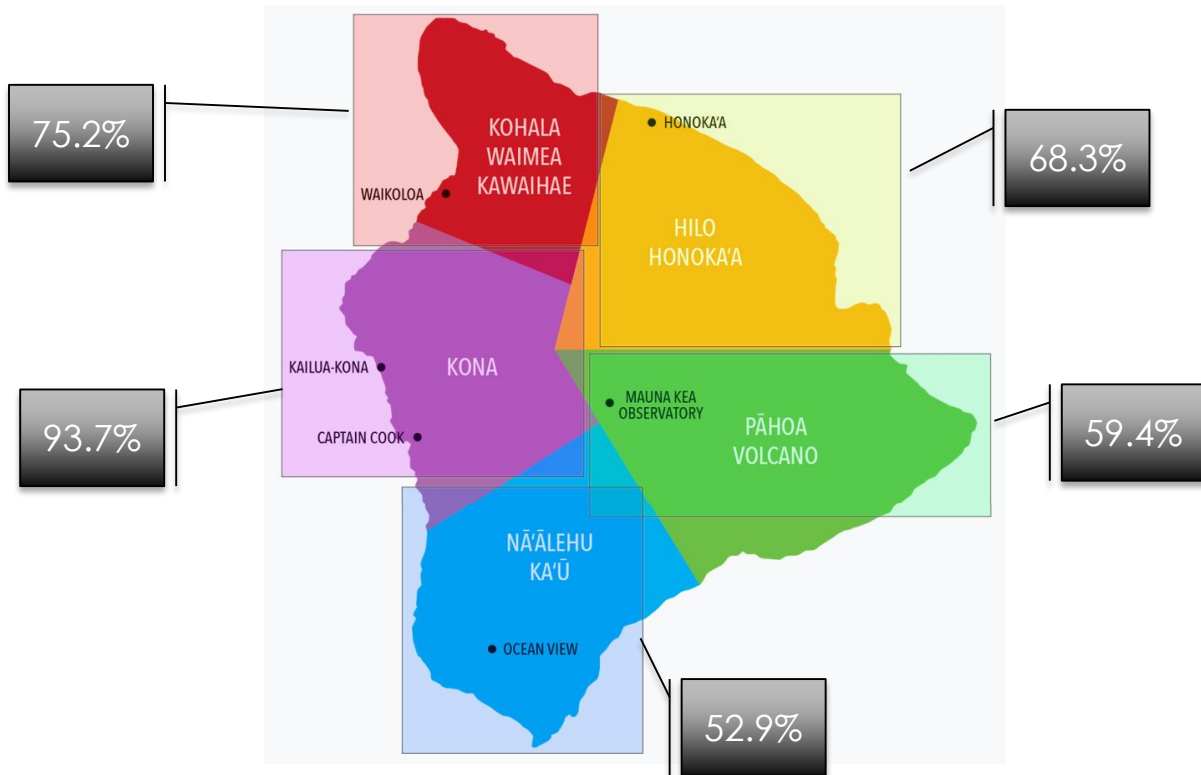 75.2%
KOHALA
WAIMEA
KAWAIHAE
WAIKOLOA
HONOKA‘A
68.3%
HILO
HONOKA‘A
KAILUA-KONA
KONA
CAPTAIN COOK
93.7%
MAUNA KEA
OBSERVATORY
PĀHOA
VOLCANO
59.4%
NĀ‘ĀLEHU
KA‘Ū
OCEAN VIEW
52.9%